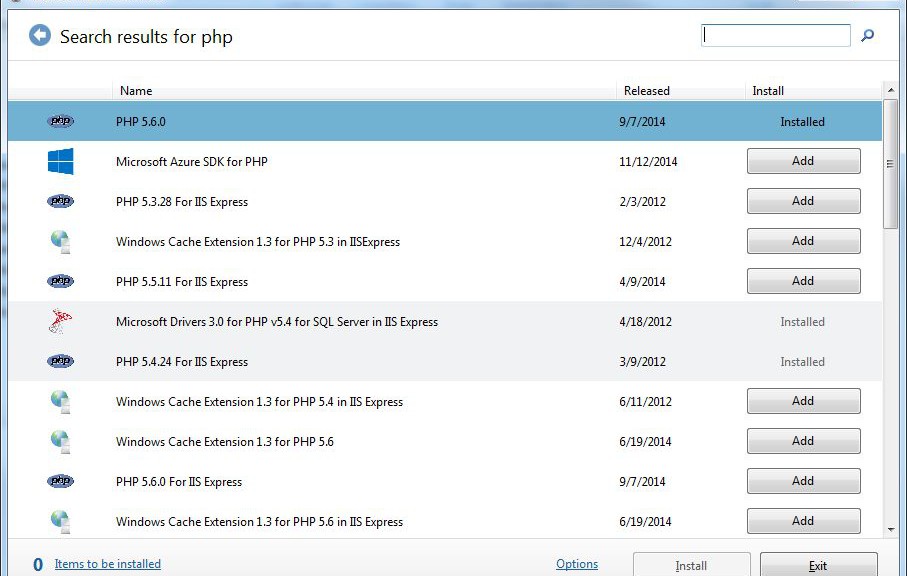 Search results for php
Name Released Install
php PHP 5.6.0 9/7/2014 Installed
Microsoft Azure SDK for PHP 11/12/2014 Add
php PHP 5.3.28 For IIS Express 2/3/2012 Add
Windows Cache Extension 1.3 for PHP 5.3 in IISExpress 12/4/2012 Add
php PHP 5.5.11 For IIS Express 4/9/2014 Add
Microsoft Drivers 3.0 for PHP v5.4 for SQL Server in IIS Express 4/18/2012 Installed
php PHP 5.4.24 For IIS Express 3/9/2012 Installed
Windows Cache Extension 1.3 for PHP 5.4 in IIS Express 6/11/2012 Add
Windows Cache Extension 1.3 for PHP 5.6 6/19/2014 Add
php PHP 5.6.0 For IIS Express 9/7/2014 Add
Windows Cache Extension 1.3 for PHP 5.6 in IIS Express 6/19/2014 Add
0 Items to be installed Options Install Exit